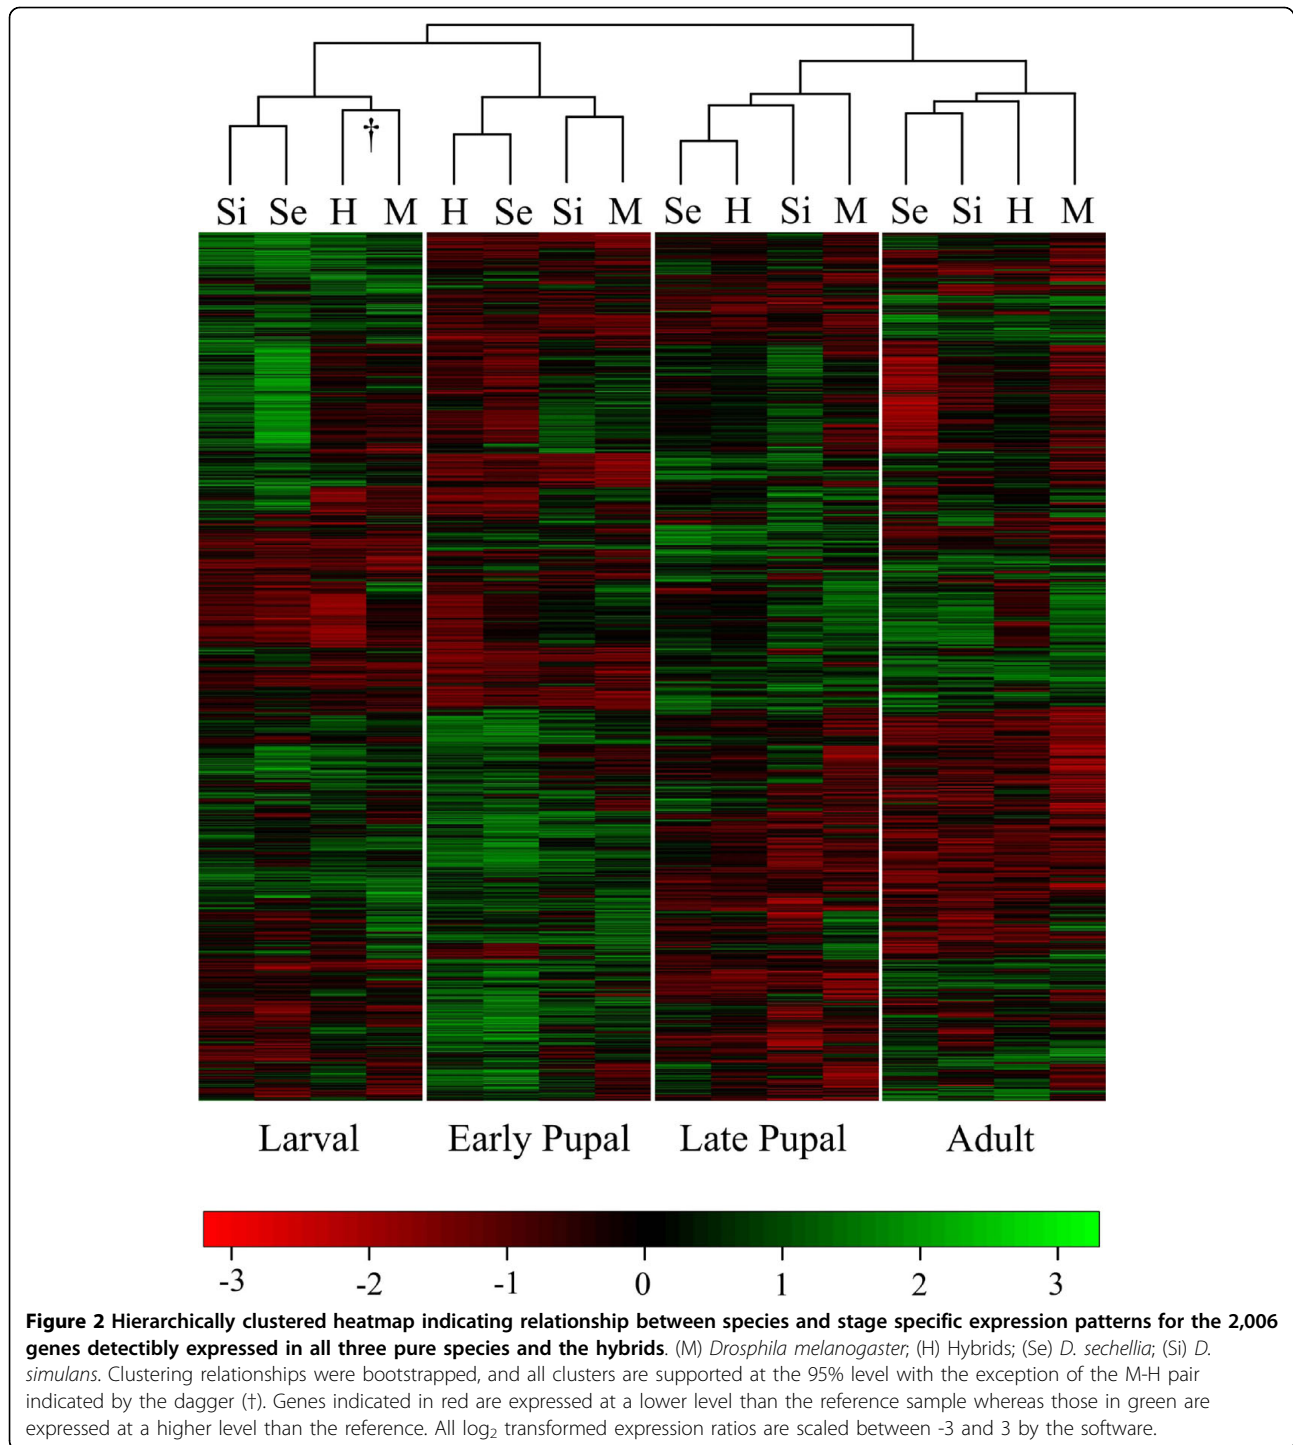 †
Si Se H M H Se Si M Se H Si M Se Si H M
Larval Early Pupal Late Pupal Adult
-3 -2 -1 0 1 2 3
Figure 2 Hierarchically clustered heatmap indicating relationship between species and stage specific expression patterns for the 2,006
genes detectibly expressed in all three pure species and the hybrids. (M) Drosphila melanogaster; (H) Hybrids; (Se) D. sechellia; (Si) D.
simulans. Clustering relationships were bootstrapped, and all clusters are supported at the 95% level with the exception of the M-H pair
indicated by the dagger (†). Genes indicated in red are expressed at a lower level than the reference sample whereas those in green are
expressed at a higher level than the reference. All log2 transformed expression ratios are scaled between -3 and 3 by the software.